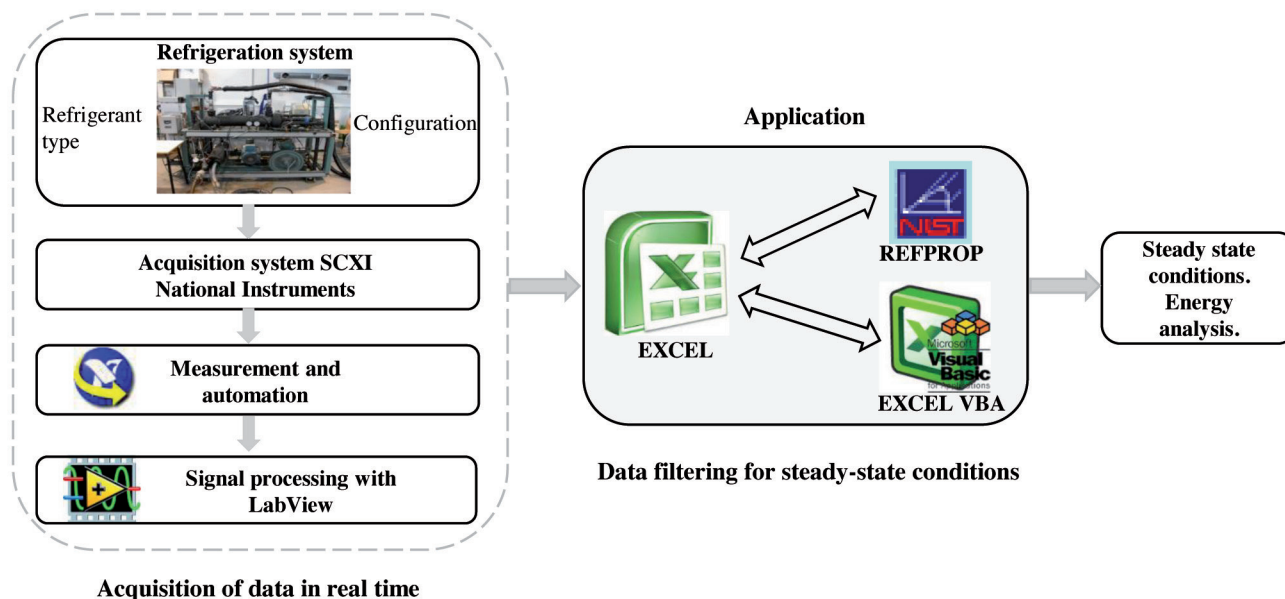 Refrigeration system
Refrigerant
type
Configuration
Acquisition system SCXI
National Instruments
Measurement and
automation
Signal processing with
LabView
Acquisition of data in real time
Application
EXCEL
NIST
REFPROP
Microsoft
Visual
Basic
for Applications
EXCEL VBA
Data filtering for steady-state conditions
Steady state
conditions.
Energy
analysis.